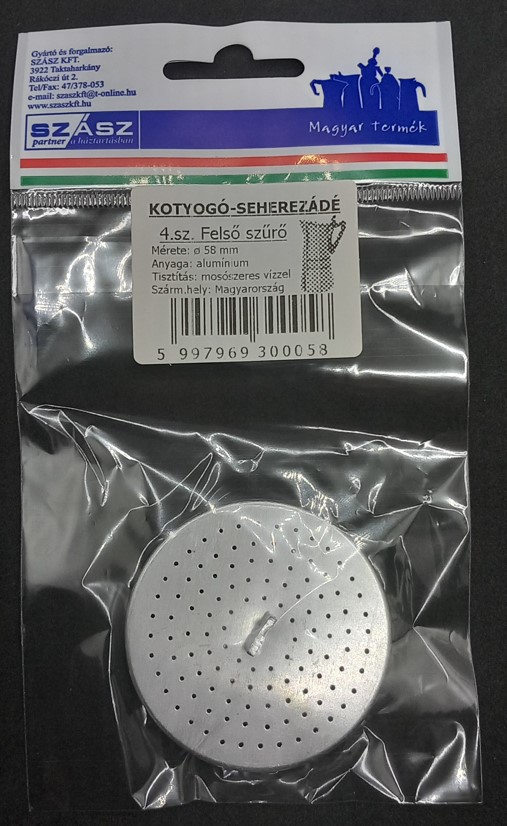 Gyártó és forgalmazó:
SZÁSZ KFT.
3922 Taktaharkány
Rákóczi út 2.
Tel/Fax: 47/378-053
e-mail: szaszkft@t-online.hu
www.szaszkft.hu
SZÁSZ
partner a háztartásban
Magyar termék
KOTYOGÓ-SEHEREZÁDÉ
4.sz. Felső szűrő
Mérete: ø 58 mm
Anyaga: alumínium
Tisztítás: mosószeres vízzel
Szárm.hely: Magyarország
5 997969 300058